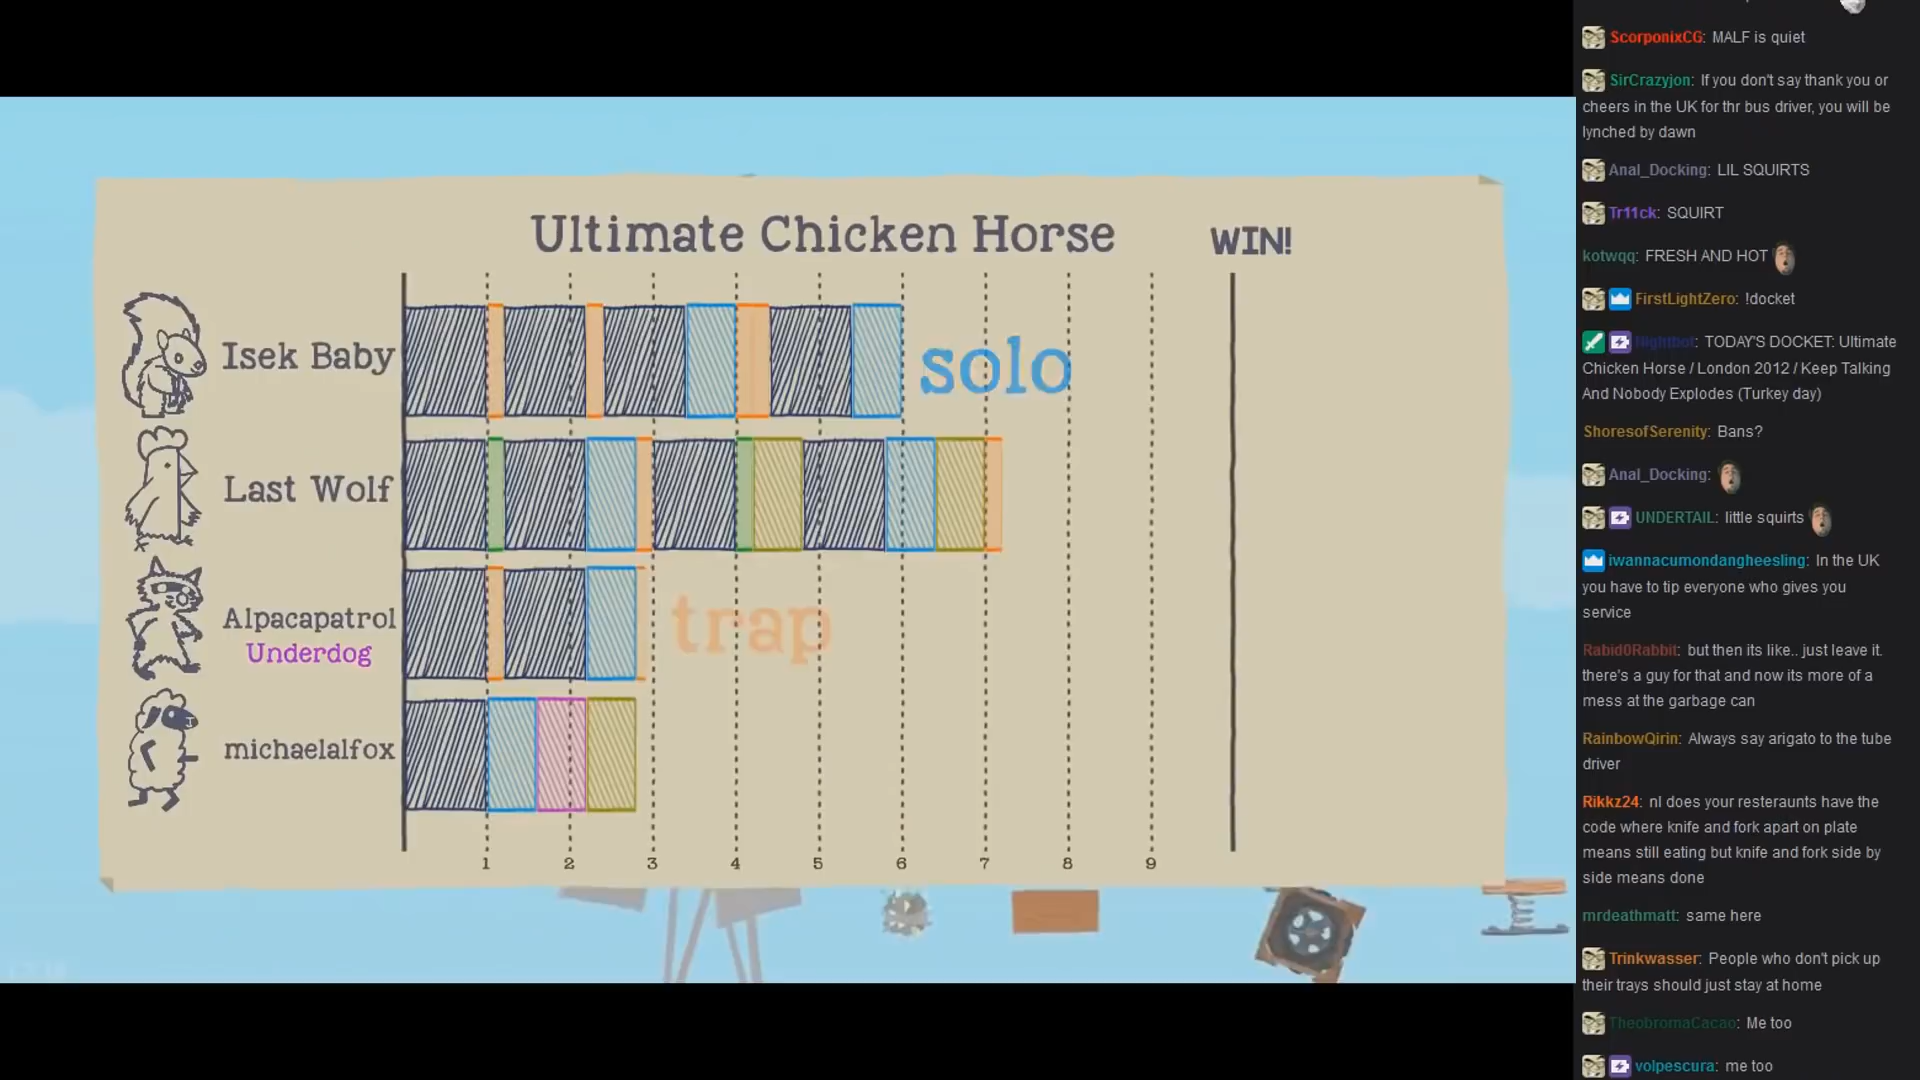 Ultimate Chicken Horse
WIN!
Isek Baby
solo
Last Wolf
Alpacapatrol
Underdog
trap
michaelalfox
1 2 3 4 5 6 7 8 9
ScorponixCG: MALF is quiet
SirCrazyjon: If you don't say thank you or
cheers in the UK for thr bus driver, you will be
lynched by dawn
Anal_Docking: LIL SQUIRTS
Tr11ck: SQUIRT
kotwqq: FRESH AND HOT
FirstLightZero: !docket
Nightbot: TODAY'S DOCKET: Ultimate
Chicken Horse / London 2012 / Keep Talking
And Nobody Explodes (Turkey day)
ShoresofSerenity: Bans?
Anal_Docking:
UNDERTAIL: little squirts
iwannacumondangheesling: In the UK
you have to tip everyone who gives you
service
Rabid0Rabbit: but then its like.. just leave it.
there's a guy for that and now its more of a
mess at the garbage can
RainbowQirin: Always say arigato to the tube
driver
Rikkz24: nl does your resteraunts have the
code where knife and fork apart on plate
means still eating but knife and fork side by
side means done
mrdeathmatt: same here
Trinkwasser: People who don't pick up
their trays should just stay at home
TheobromaCacao: Me too
volpescura: me too